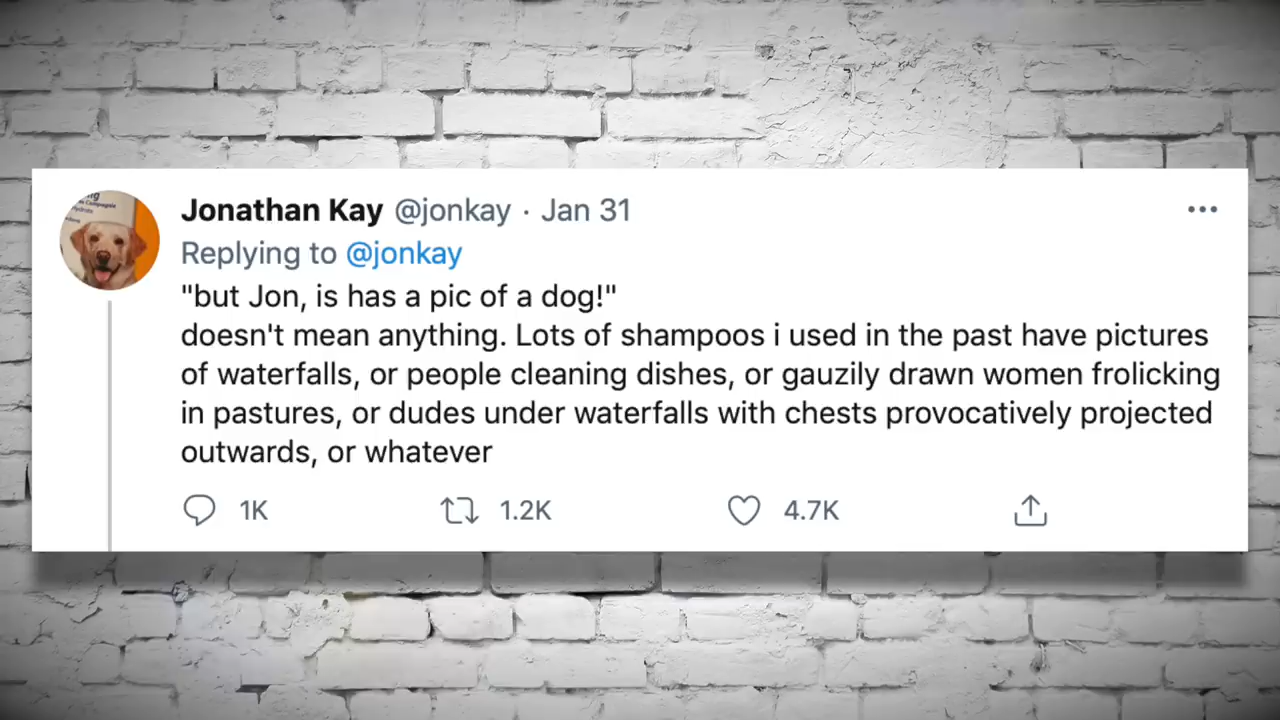 Jonathan Kay @jonkay · Jan 31
Replying to @jonkay
"but Jon, is has a pic of a dog!"
doesn't mean anything. Lots of shampoos i used in the past have pictures
of waterfalls, or people cleaning dishes, or gauzily drawn women frolicking
in pastures, or dudes under waterfalls with chests provocatively projected
outwards, or whatever
1K 1.2K 4.7K